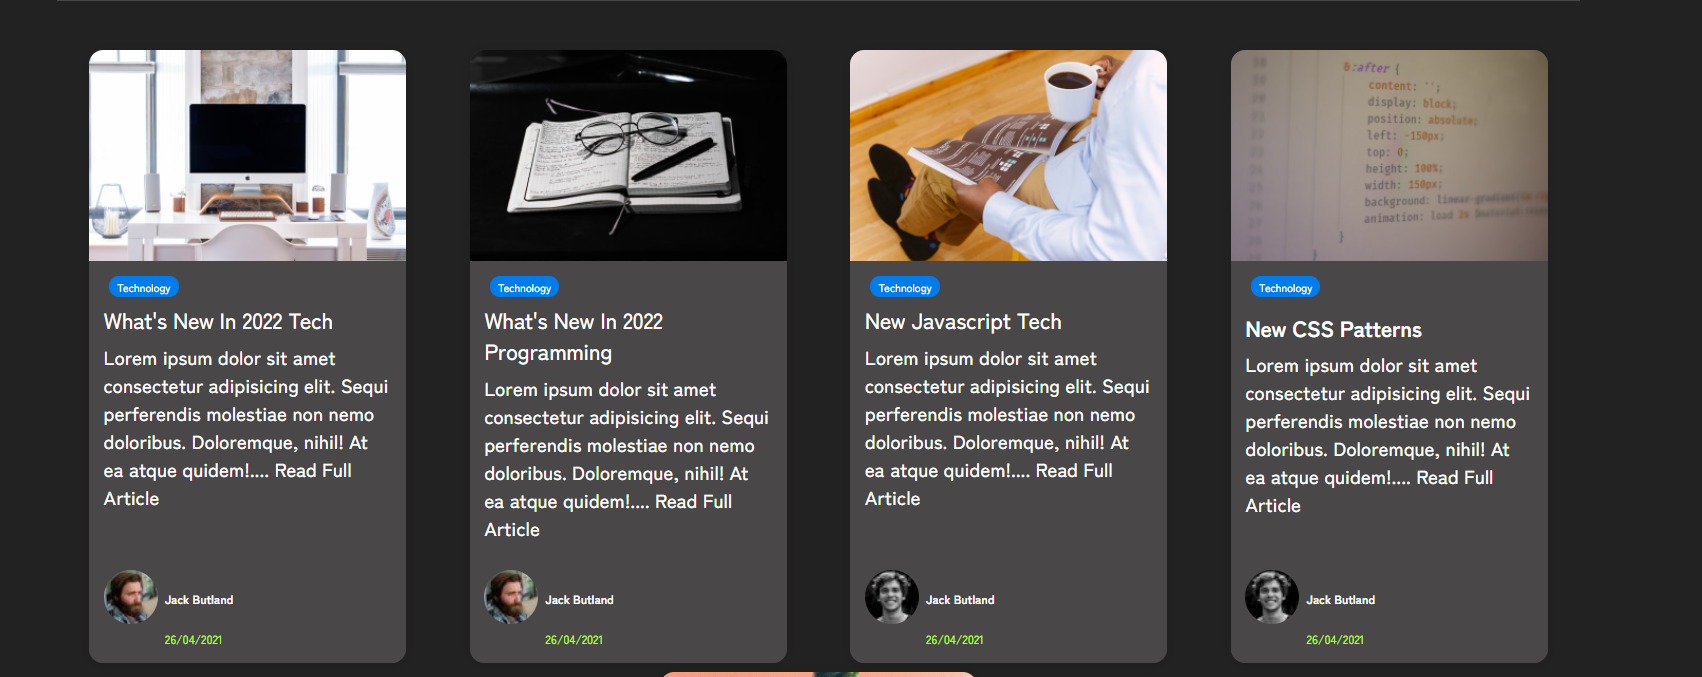 &:after {
content: '';
display: block;
position: absolute;
left: -150px;
top: 0;
height: 100%;
width: 150px;
background: linear-gradient
animation: load 2s
}
Technology
What's New In 2022 Tech
Lorem ipsum dolor sit amet
consectetur adipisicing elit. Sequi
perferendis molestiae non nemo
doloribus. Doloremque, nihil! At
ea atque quidem!.... Read Full
Article
Jack Butland
26/04/2021
Technology
What's New In 2022
Programming
Lorem ipsum dolor sit amet
consectetur adipisicing elit. Sequi
perferendis molestiae non nemo
doloribus. Doloremque, nihil! At
ea atque quidem!.... Read Full
Article
Jack Butland
26/04/2021
Technology
New Javascript Tech
Lorem ipsum dolor sit amet
consectetur adipisicing elit. Sequi
perferendis molestiae non nemo
doloribus. Doloremque, nihil! At
ea atque quidem!.... Read Full
Article
Jack Butland
26/04/2021
Technology
New CSS Patterns
Lorem ipsum dolor sit amet
consectetur adipisicing elit. Sequi
perferendis molestiae non nemo
doloribus. Doloremque, nihil! At
ea atque quidem!.... Read Full
Article
Jack Butland
26/04/2021